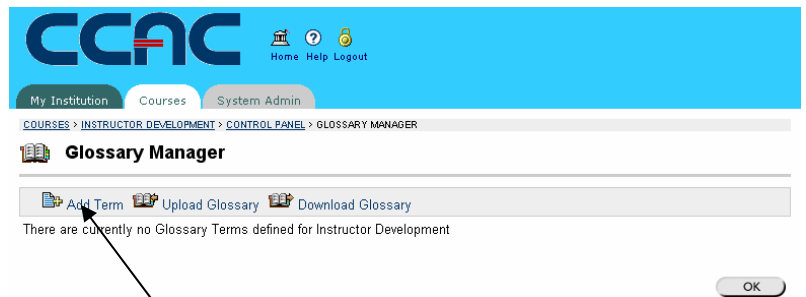 CCAC
Home Help Logout
My Institution Courses System Admin
COURSES > INSTRUCTOR DEVELOPMENT > CONTROL PANEL > GLOSSARY MANAGER
Glossary Manager
Add Term Upload Glossary Download Glossary
There are currently no Glossary Terms defined for Instructor Development
OK